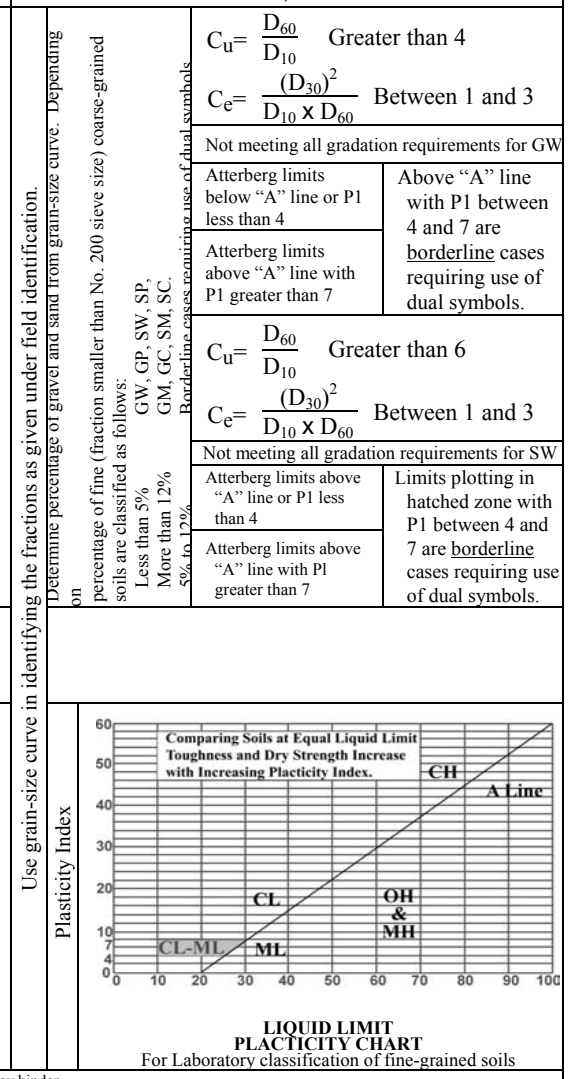 Use grain-size curve in identifying the fractions as given under field identification.
Determine percentage of gravel and sand from grain-size curve. Depending
on
percentage of fine (fraction smaller than No. 200 sieve size) coarse-grained
soils are classified as follows:
Less than 5% GW, GP, SW, SP,
More than 12% GM, GC, SM, SC.
5% to 12% Borderline cases requiring use of dual symbols
Cu= D60/D10 Greater than 4
Ce= (D30)²/D10 x D60 Between 1 and 3
Not meeting all gradation requirements for GW
Atterberg limits
below “A” line or P1
less than 4
Atterberg limits
above “A” line with
P1 greater than 7
Above “A” line
with P1 between
4 and 7 are
borderline cases
requiring use of
dual symbols.
Cu= D60/D10 Greater than 6
Ce= (D30)²/D10 x D60 Between 1 and 3
Not meeting all gradation requirements for SW
Atterberg limits above
“A” line or P1 less
than 4
Atterberg limits above
“A” line with Pl
greater than 7
Limits plotting in
hatched zone with
P1 between 4 and
7 are borderline
cases requiring use
of dual symbols.
Plasticity Index
60
50
40
30
20
10
7
4
0
Comparing Soils at Equal Liquid Limit
Toughness and Dry Strength Increase
with Increasing Placticity Index.
CH
A Line
CL
OH
&
MH
CL-ML
ML
0 10 20 30 40 50 60 70 80 90 100
LIQUID LIMIT
PLACTICITY CHART
For Laboratory classification of fine-grained soils